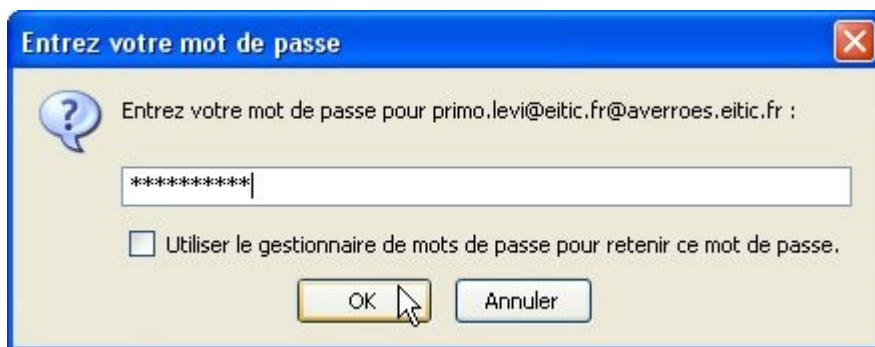 Entrez votre mot de passe
Entrez votre mot de passe pour primo.levi@eitic.fr@averroes.eitic.fr :
**********
Utiliser le gestionnaire de mots de passe pour retenir ce mot de passe.
OK
Annuler